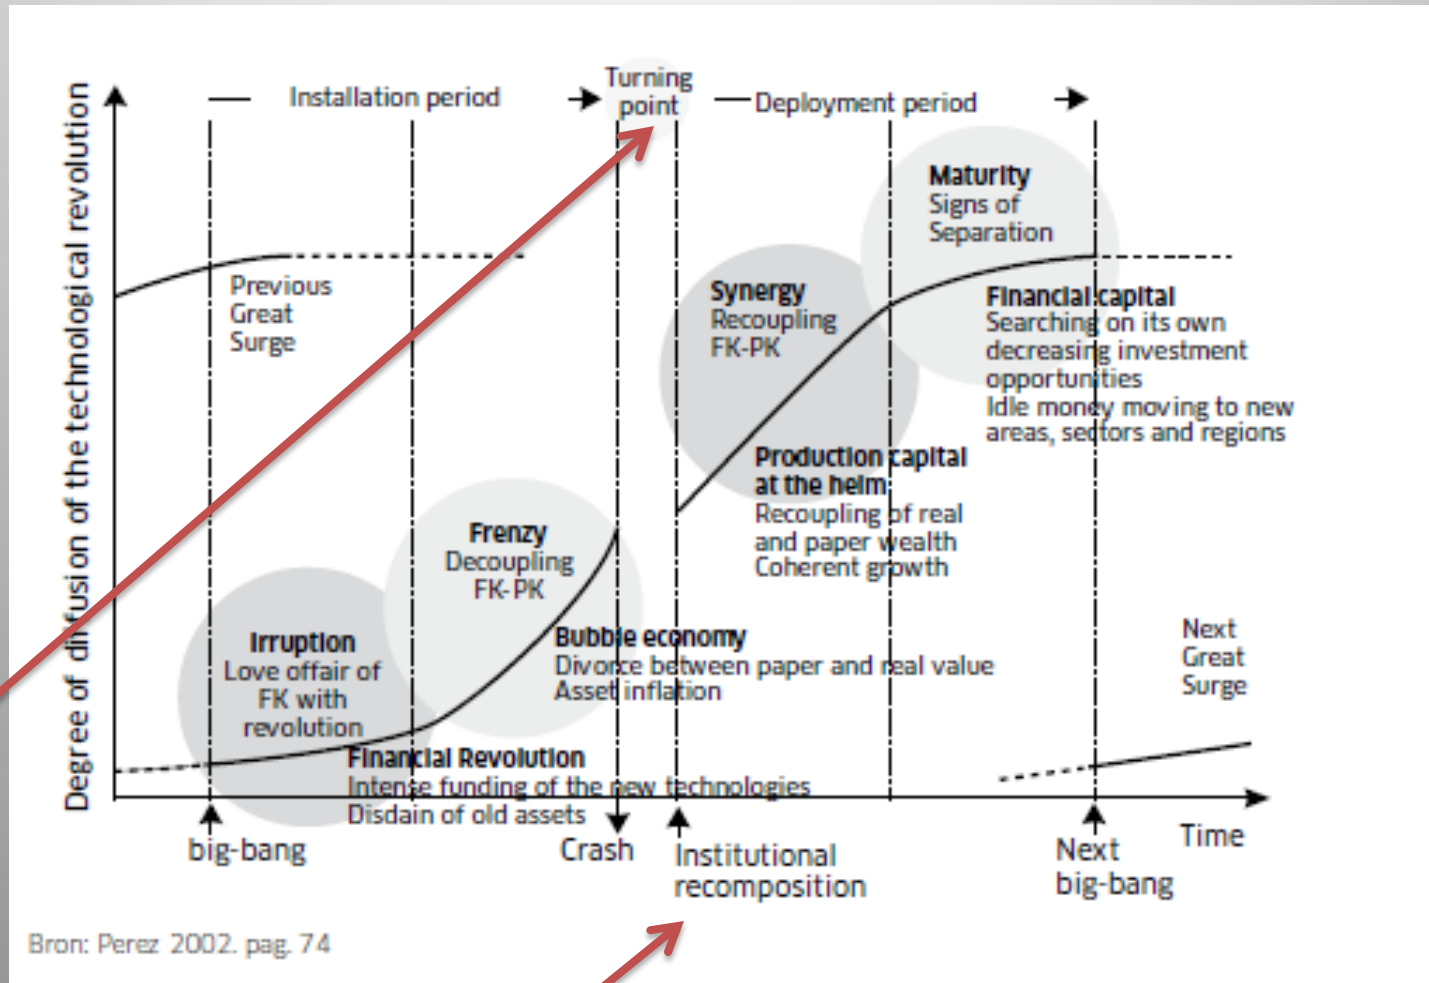 Degree of diffusion of the technological revolution
Installation period
Turning
point
Deployment period
Previous
Great
Surge
Maturity
Signs of
Separation
Synergy
Recoupling
FK-PK
Financial capital
Searching on its own
decreasing investment
opportunities
Idle money moving to new
areas, sectors and regions
Production capital
at the helm
Recoupling of real
and paper wealth
Coherent growth
Frenzy
Decoupling
FK-PK
Irruption
Love offair of
FK with
revolution
Bubble economy
Divorce between paper and real value
Asset inflation
Next
Great
Surge
Financial Revolution
Intense funding of the new technologies
Disdain of old assets
big-bang
Crash
Institutional
recomposition
Next
big-bang
Time
Bron: Perez 2002. pag. 74